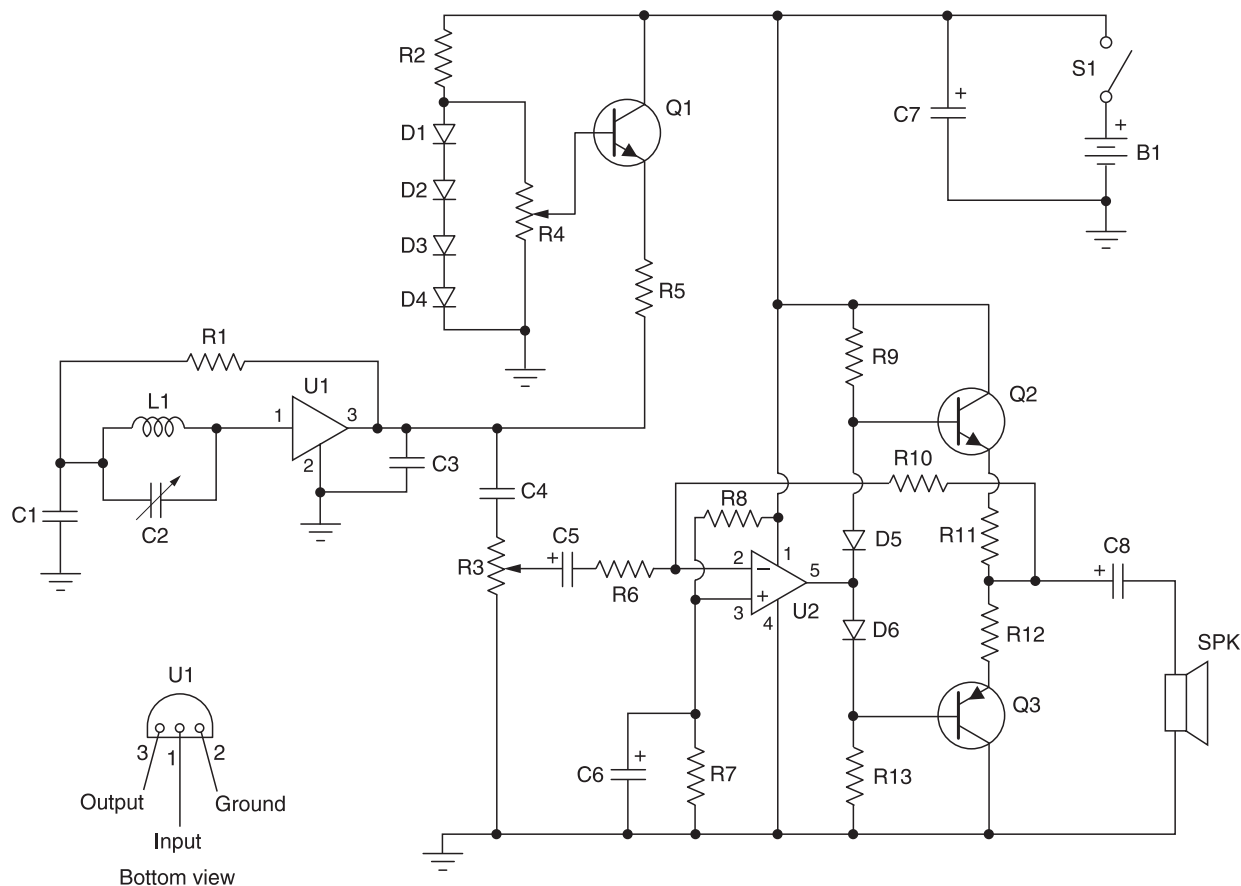 R2
D1
D2
D3
D4
R4
Q1
R5
C7
+
S1
+
B1
R1
L1
C2
C1
U1
1
3
2
C3
C4
R3
C5
+
R6
R8
R10
2
−
3
+
1
4
5
U2
R9
D5
D6
Q2
R11
R12
Q3
C8
+
SPK
C6
+
R7
R13
U1
3
1
2
Output
Ground
Input
Bottom view